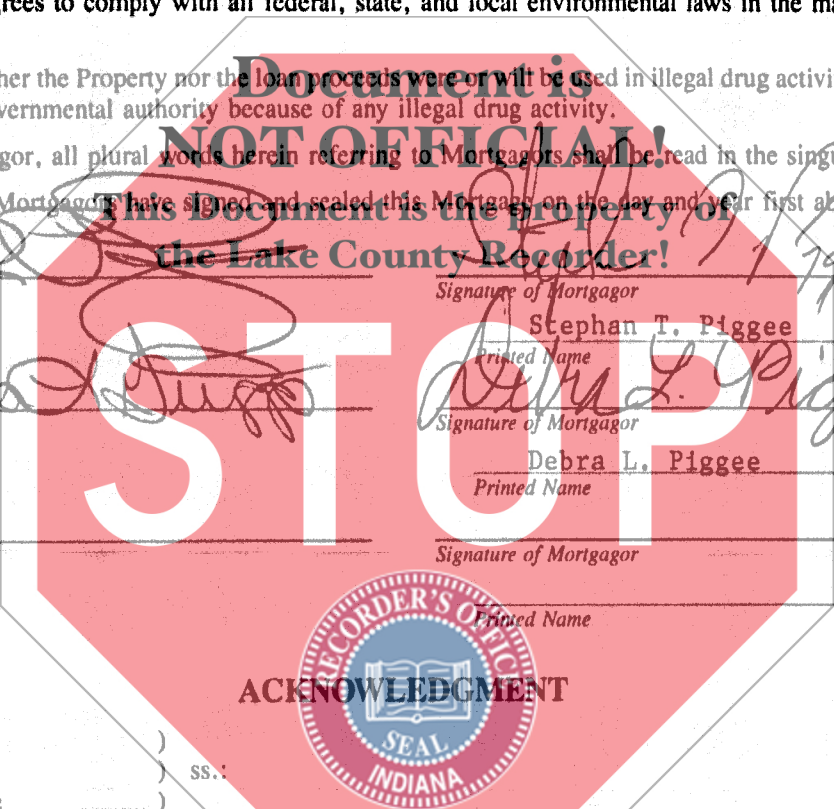 grees to comply with all federal, state, and local environmental laws in the ma
her the Property nor the loan proceeds were or will be used in illegal drug activi
Document is
vernmental authority because of any illegal drug activity.
NOT OFFICIAL!
gor, all plural words herein referring to Mortgagors shall be read in the singu
Mortgagors have signed and sealed this Mortgage on the day and year first ab
This Document is the property of
the Lake County Recorder!
Signature of Mortgagor
Stephan T. Piggee
Printed Name
Debra L. Pig
Signature of Mortgagor
Debra L. Piggee
Printed Name
STOP
Signature of Mortgagor
Printed Name
RECORDER'S OFFICE
ACKNOWLEDGMENT
SEAL
INDIANA
)
) ss.:
)